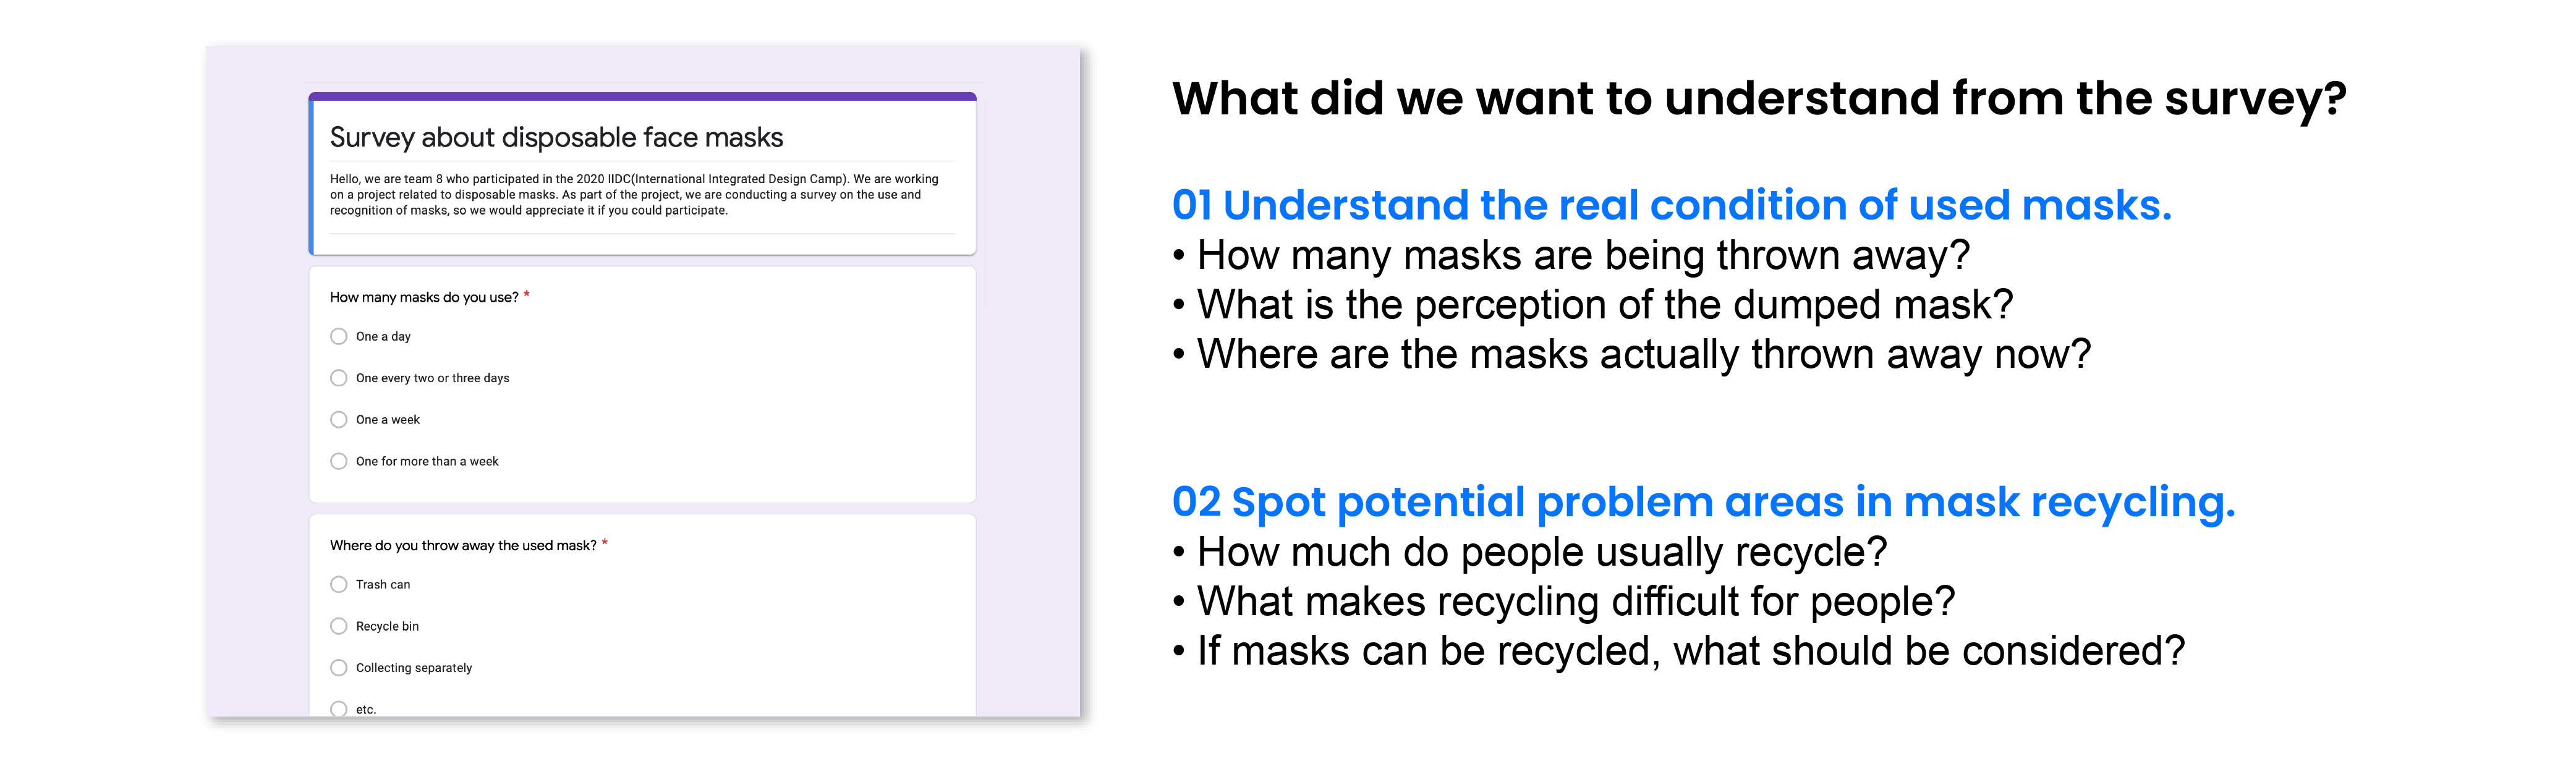 Survey about disposable face masks
Hello, we are team 8 who participated in the 2020 IIDC(International Integrated Design Camp). We are working
on a project related to disposable masks. As part of the project, we are conducting a survey on the use and
recognition of masks, so we would appreciate it if you could participate.
How many masks do you use? *
One a day
One every two or three days
One a week
One for more than a week
Where do you throw away the used mask? *
Trash can
Recycle bin
Collecting separately
etc.
What did we want to understand from the survey?
01 Understand the real condition of used masks.
• How many masks are being thrown away?
• What is the perception of the dumped mask?
• Where are the masks actually thrown away now?
02 Spot potential problem areas in mask recycling.
• How much do people usually recycle?
• What makes recycling difficult for people?
• If masks can be recycled, what should be considered?